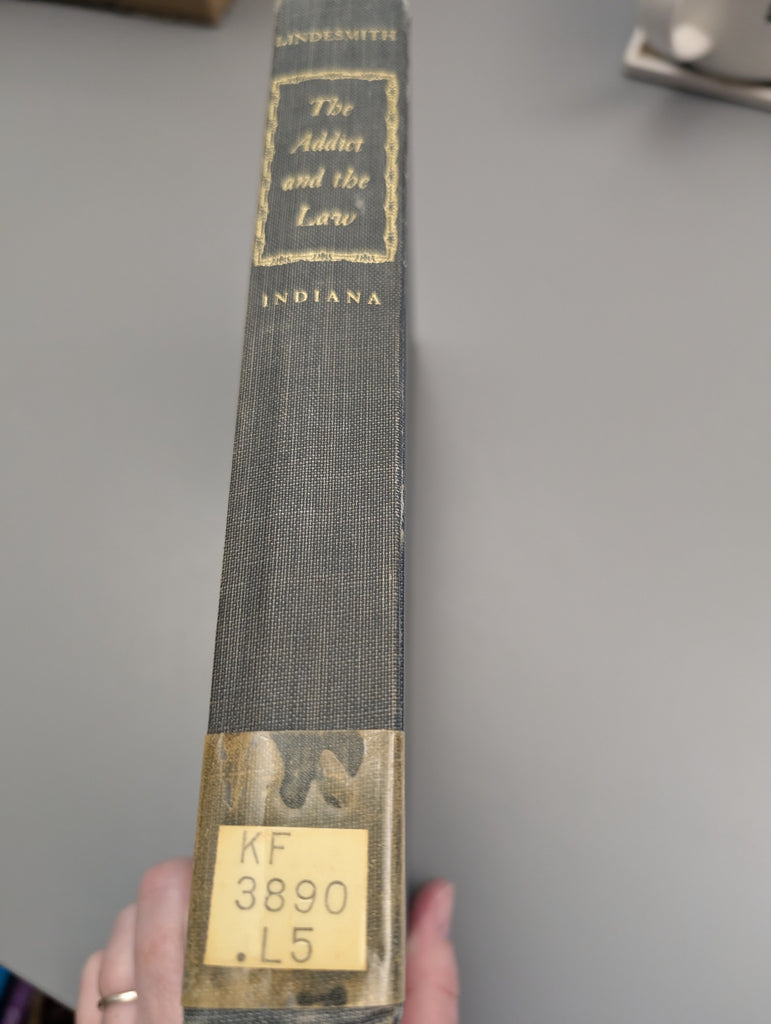 LINDESMITH
The
Addict
and the
Law
INDIANA
KF
3890
.L5